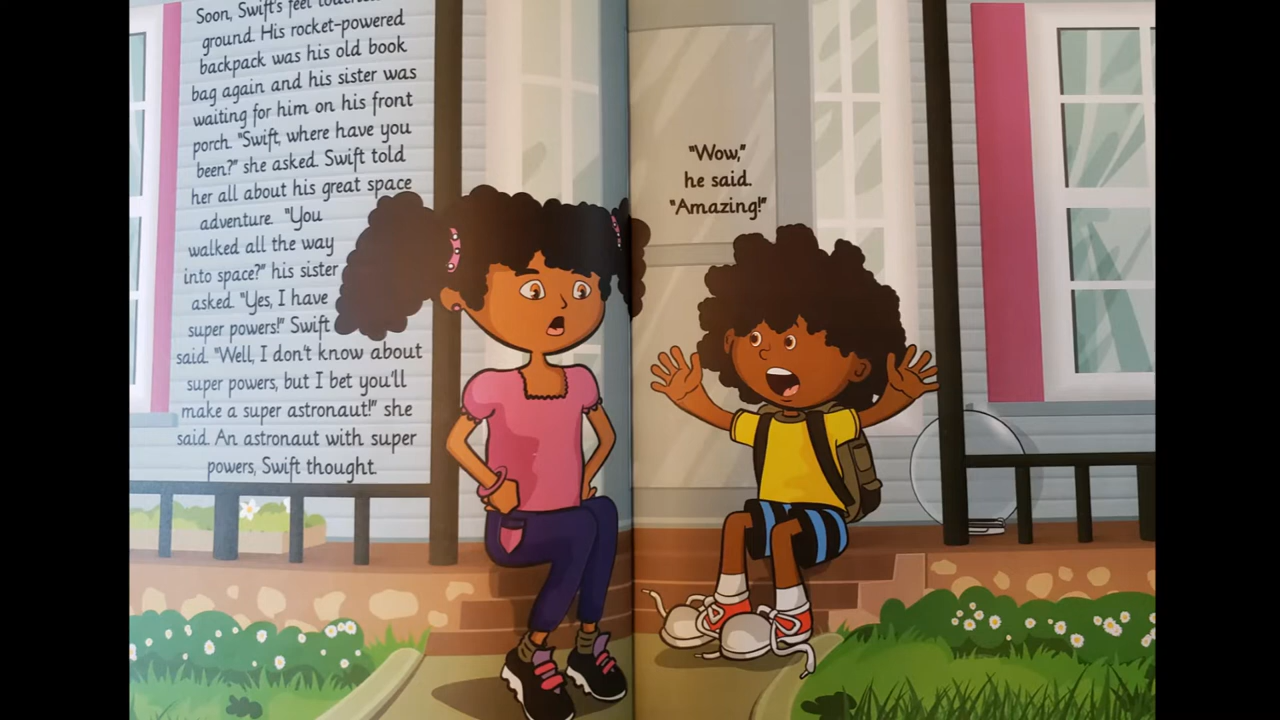 Soon, Swift's feet touched
ground. His rocket-powered
backpack was his old book
bag again and his sister was
waiting for him on his front
porch. "Swift, where have you
been?" she asked. Swift told
her all about his great space
adventure. "You
walked all the way
into space?" his sister
asked. "Yes, I have
super powers!" Swift
said. "Well, I don't know about
super powers, but I bet you'll
make a super astronaut!" she
said. An astronaut with super
powers, Swift thought.
"Wow,"
he said.
"Amazing!"